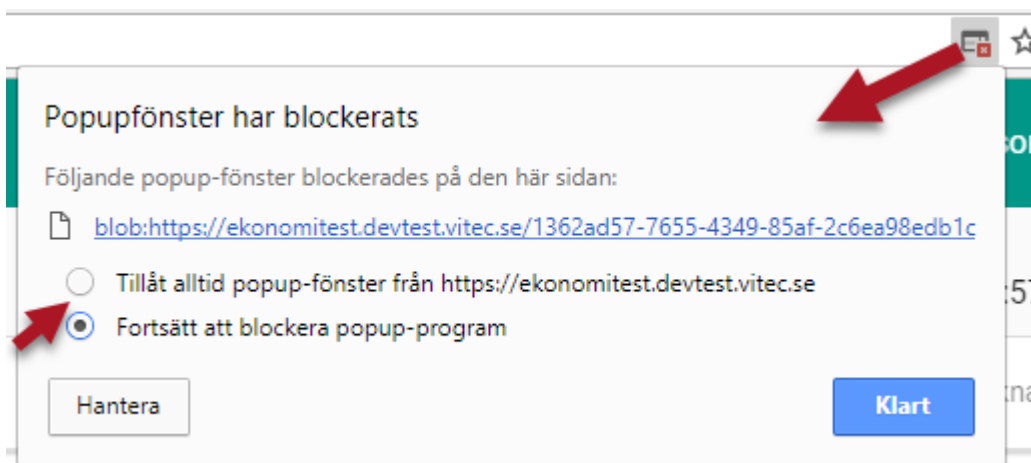 Popupfönster har blockerats
Följande popup-fönster blockerades på den här sidan:
blob:https://ekonomitest.devtest.vitec.se/1362ad57-7655-4349-85af-2c6ea98edb1c
Tillåt alltid popup-fönster från https://ekonomitest.devtest.vitec.se
Fortsätt att blockera popup-program
Hantera
Klart